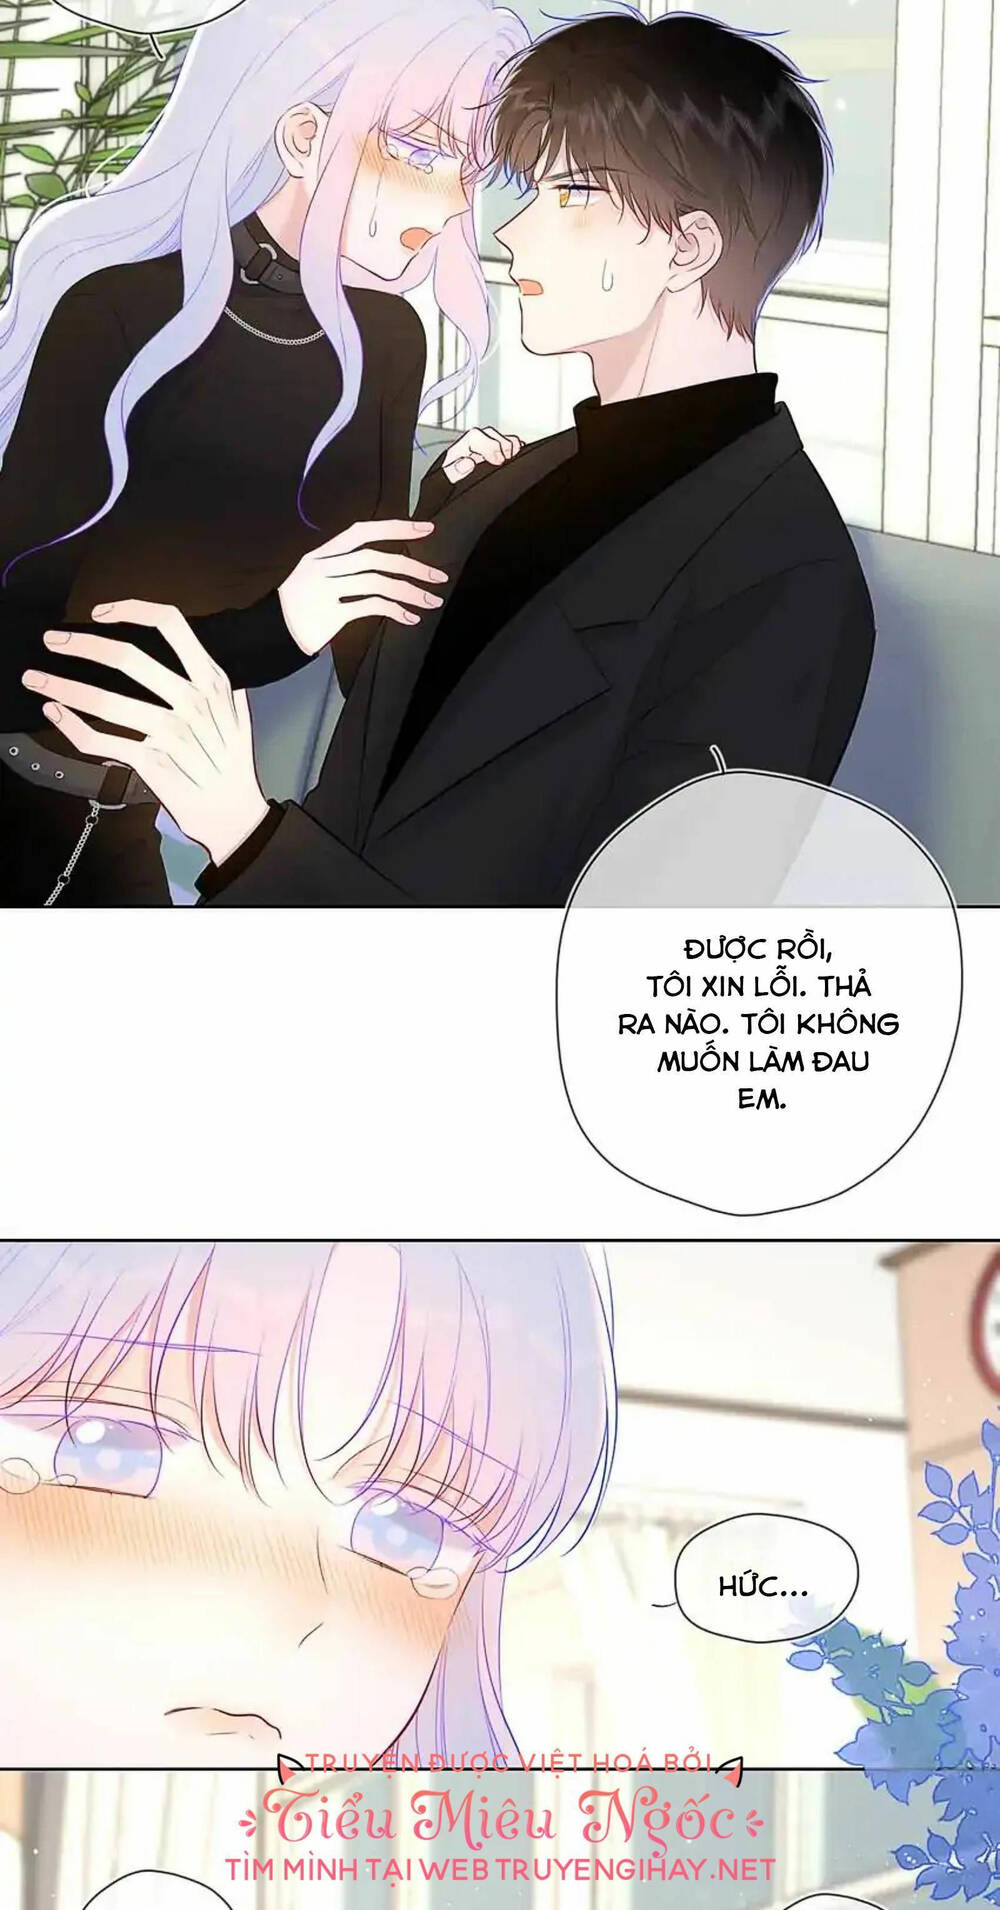 ĐƯỢC RỒI,
TÔI XIN LỖI. THẢ
RA NÀO. TÔI KHÔNG
MUỐN LÀM ĐAU
EM.
HỨC...
TRUYỆN ĐƯỢC VIỆT HOÁ BỞI
TIỂU MIÊU NGỐC
TÌM MÌNH TẠI WEB TRUYENGIHAY.NET